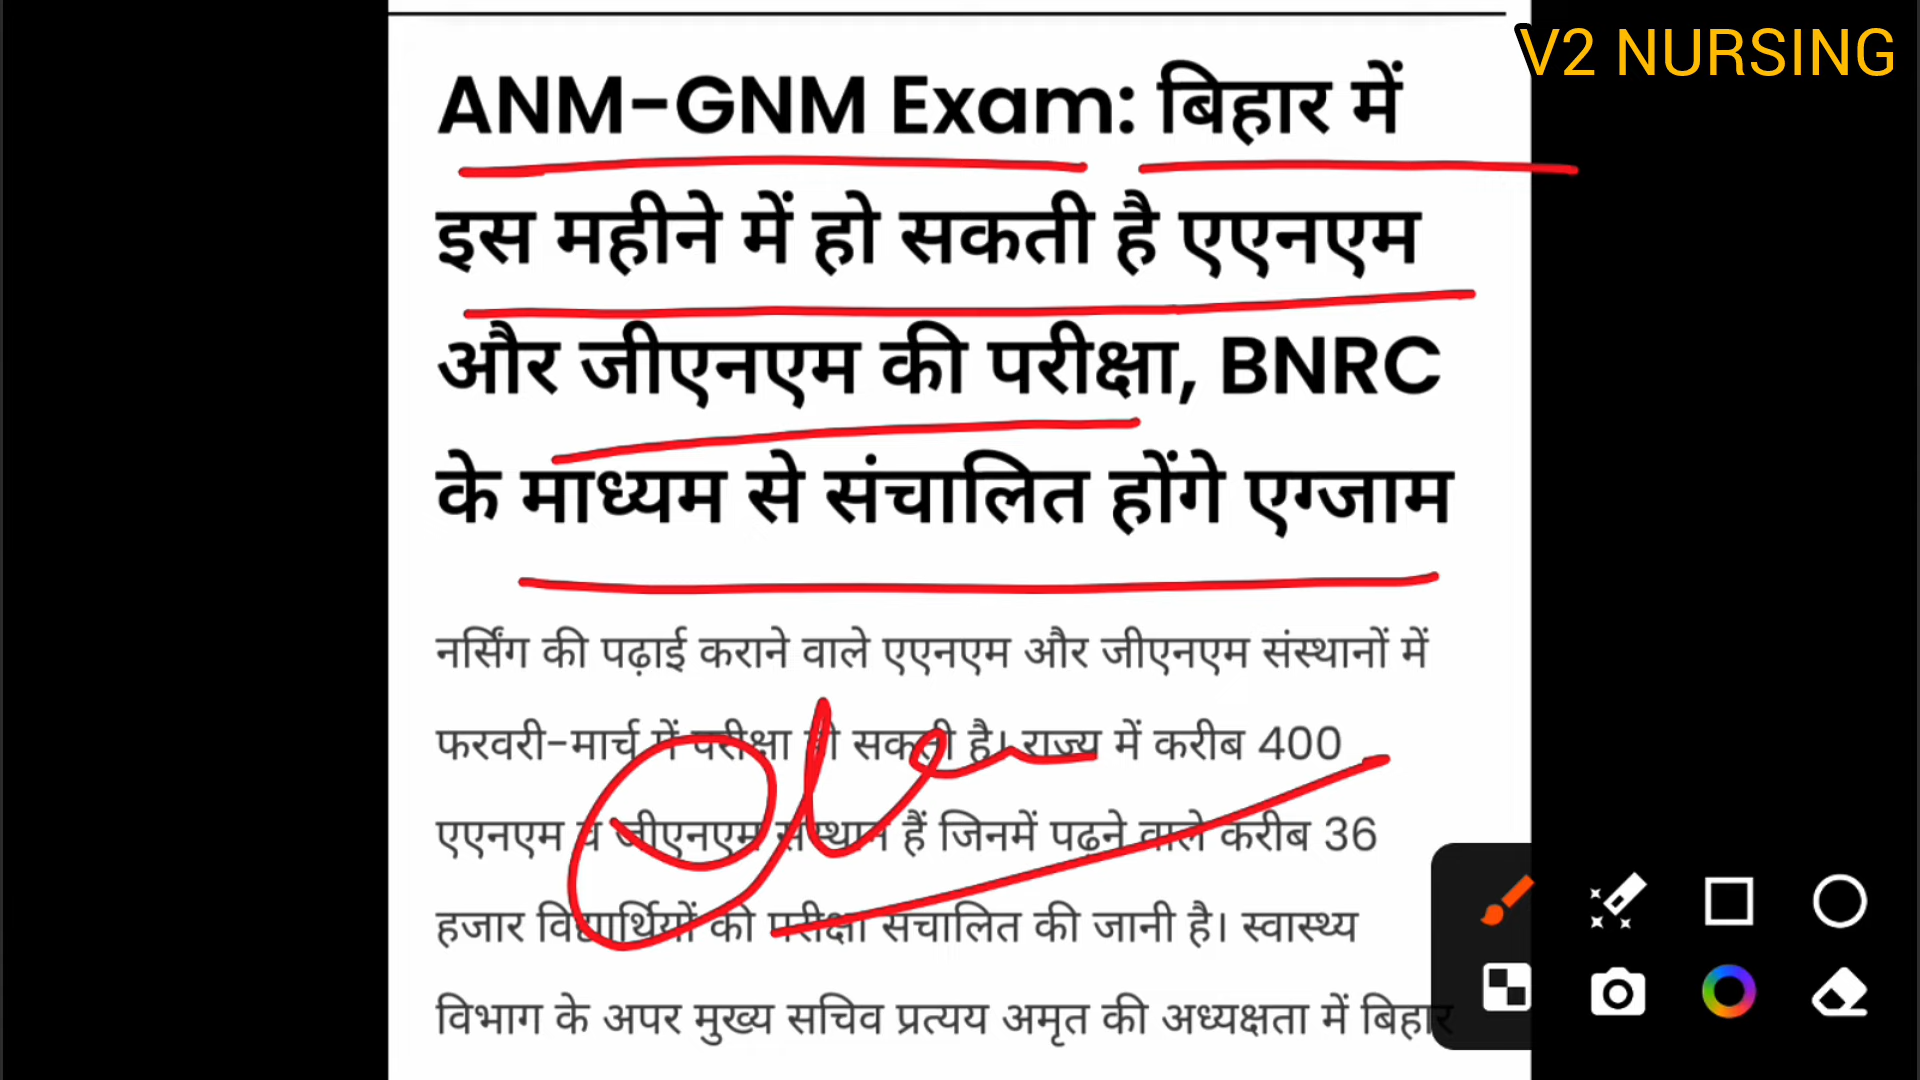 V2 NURSING
ANM-GNM Exam: बिहार में
इस महीने में हो सकती है एएनएम
और जीएनएम की परीक्षा, BNRC
के माध्यम से संचालित होंगे एग्जाम
नर्सिंग की पढ़ाई कराने वाले एएनएम और जीएनएम संस्थानों में
फरवरी-मार्च में परीक्षा हो सकती है। राज्य में करीब 400
एएनएम व जीएनएम संस्थान हैं जिनमें पढ़ने वाले करीब 36
हजार विद्यार्थियों की परीक्षा संचालित की जानी है। स्वास्थ्य
विभाग के अपर मुख्य सचिव प्रत्यय अमृत की अध्यक्षता में बिहार